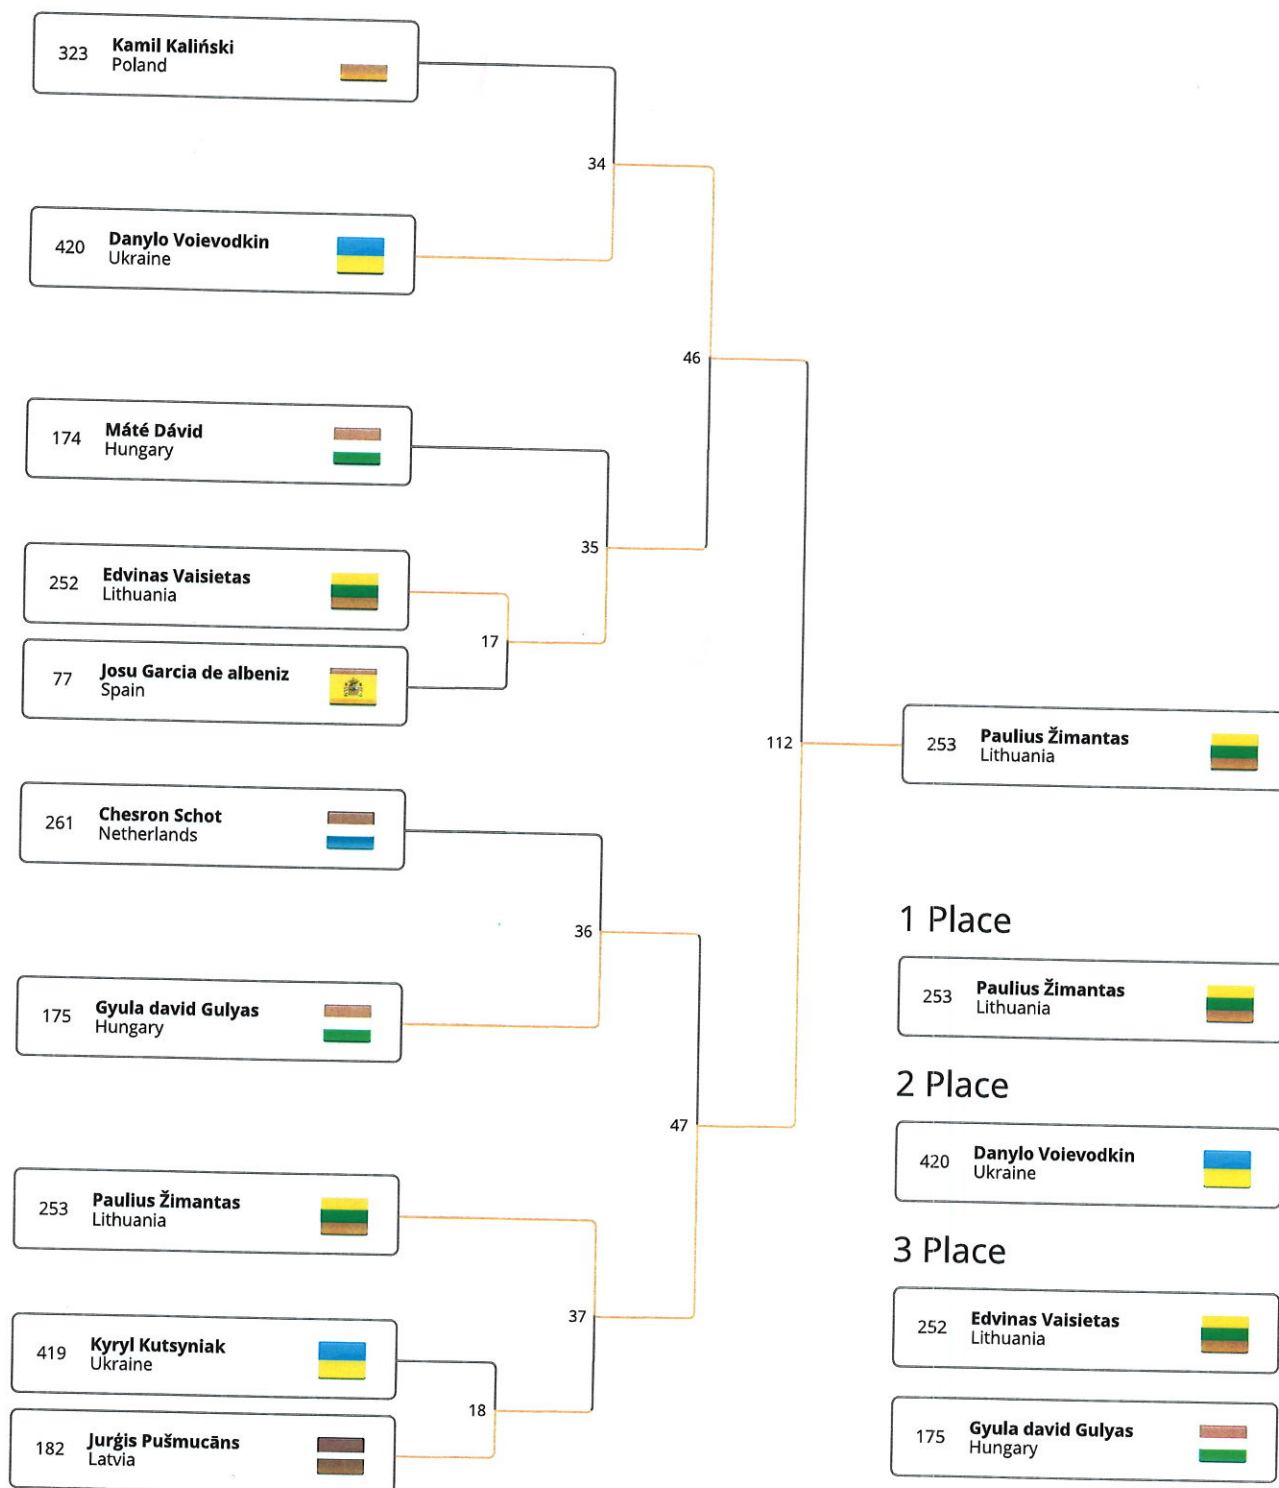 323 Kamil Kaliński
Poland
34
420 Danylo Voievodkin
Ukraine
46
174 Máté Dávid
Hungary
35
252 Edvinas Vaisietas
Lithuania
17
77 Josu Garcia de albeniz
Spain
112
253 Paulius Žimantas
Lithuania
261 Chesron Schot
Netherlands
36
175 Gyula david Gulyas
Hungary
47
253 Paulius Žimantas
Lithuania
37
419 Kyryl Kutsyniak
Ukraine
18
182 Jurģis Pušmucāns
Latvia
1 Place
253 Paulius Žimantas
Lithuania
2 Place
420 Danylo Voievodkin
Ukraine
3 Place
252 Edvinas Vaisietas
Lithuania
175 Gyula david Gulyas
Hungary